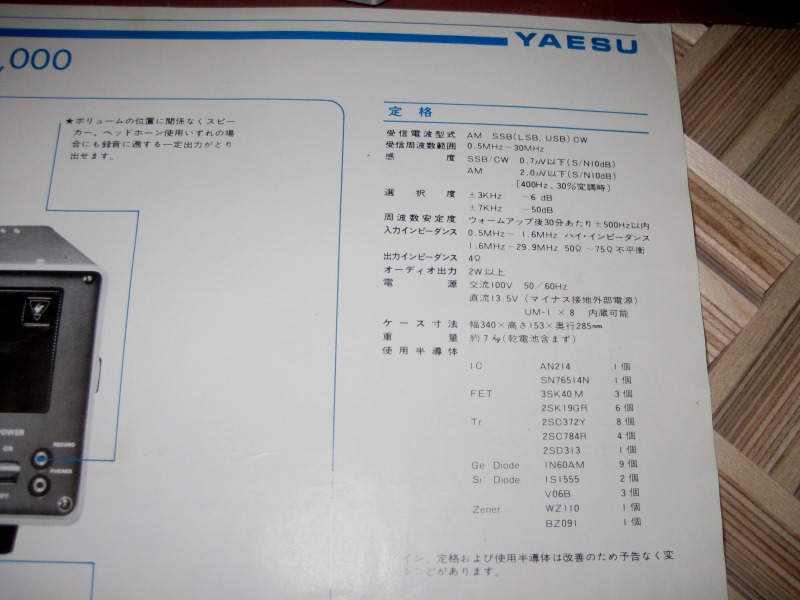 YAESU
,000
★ボリュームの位置に関係なくスピー
カー、ヘッドホーン使用いずれの場
合にも録音に適する一定出力がとり
出せます。
定格
受信電波型式 AM SSB(LSB, USB) CW
受信周波数範囲 0.5MHz−30MHz
感度 SSB/CW 0.7μV以下(S/N10dB)
AM 2.0μV以下(S/N10dB)
〔400Hz、30%変調時〕
選択度 ±3KHz −6 dB
±7KHz −50dB
周波数安定度 ウォームアップ後30分あたり±500Hz以内
入力インピーダンス 0.5MHz− 1.6MHz ハイ・インピーダンス
1.6MHz−29.9MHz 50Ω〜75Ω不平衡
出力インピーダンス 4Ω
オーディオ出力 2W以上
電源 交流100V 50/60Hz
直流13.5V(マイナス接地外部電源)
UM-1 × 8 内蔵可能
ケース寸法 幅340×高さ153×奥行285mm
重量 約7kg(乾電池含まず)
使用半導体
IC AN214 1個
SN76514N 1個
FET 3SK40M 3個
2SK19GR 6個
Tr 2SC372Y 8個
2SC784R 4個
2SD313 1個
Ge Diode 1N60AM 9個
Si Diode 1S1555 2個
V06B 3個
Zener WZ110 1個
BZ091 1個
イン、定格および使用半導体は改善のため予告なく変
ことがあります。
POWER
ON
RECORD
PHONES
OFF